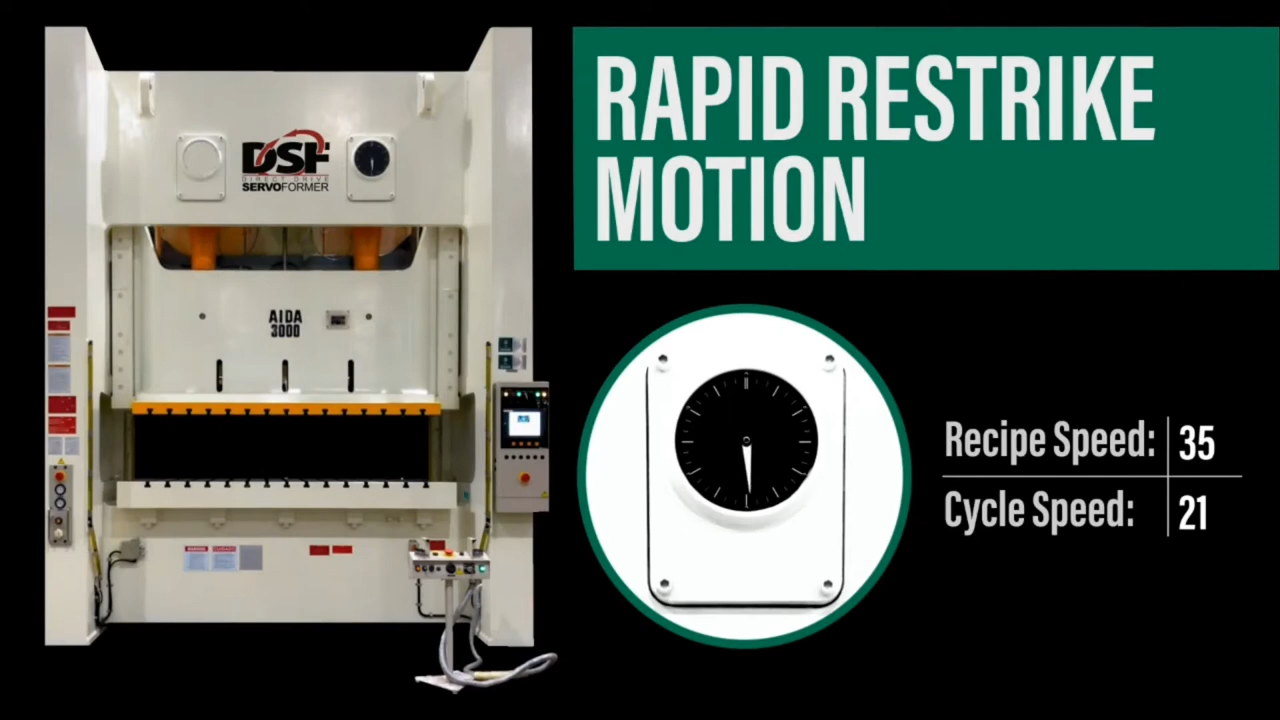 RAPID RESTRIKE
MOTION
DSF
DIRECT DRIVE
SERVOFORMER
AIDA
3000
Recipe Speed: 35
Cycle Speed: 21